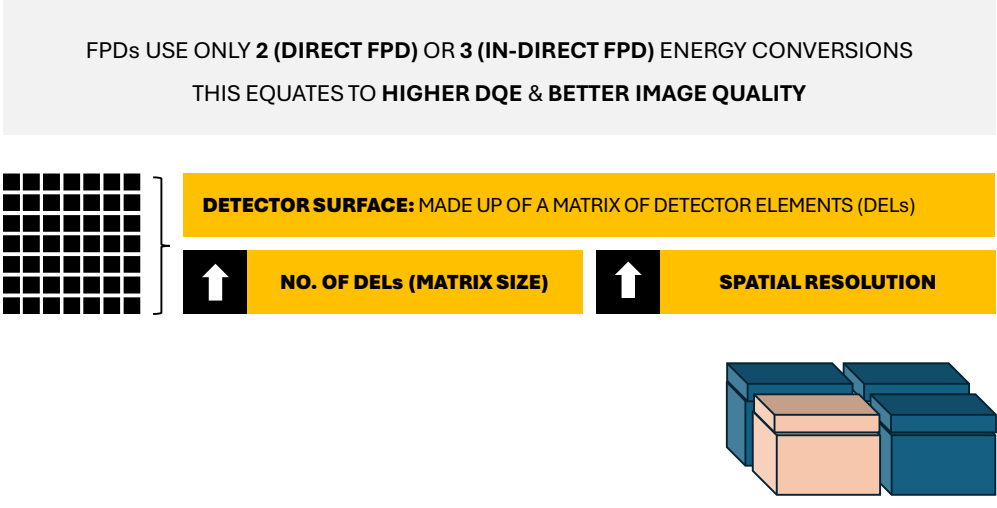 FPDs USE ONLY 2 (DIRECT FPD) OR 3 (IN-DIRECT FPD) ENERGY CONVERSIONS
THIS EQUATES TO HIGHER DQE & BETTER IMAGE QUALITY
DETECTOR SURFACE: MADE UP OF A MATRIX OF DETECTOR ELEMENTS (DELs)
NO. OF DELs (MATRIX SIZE)
SPATIAL RESOLUTION